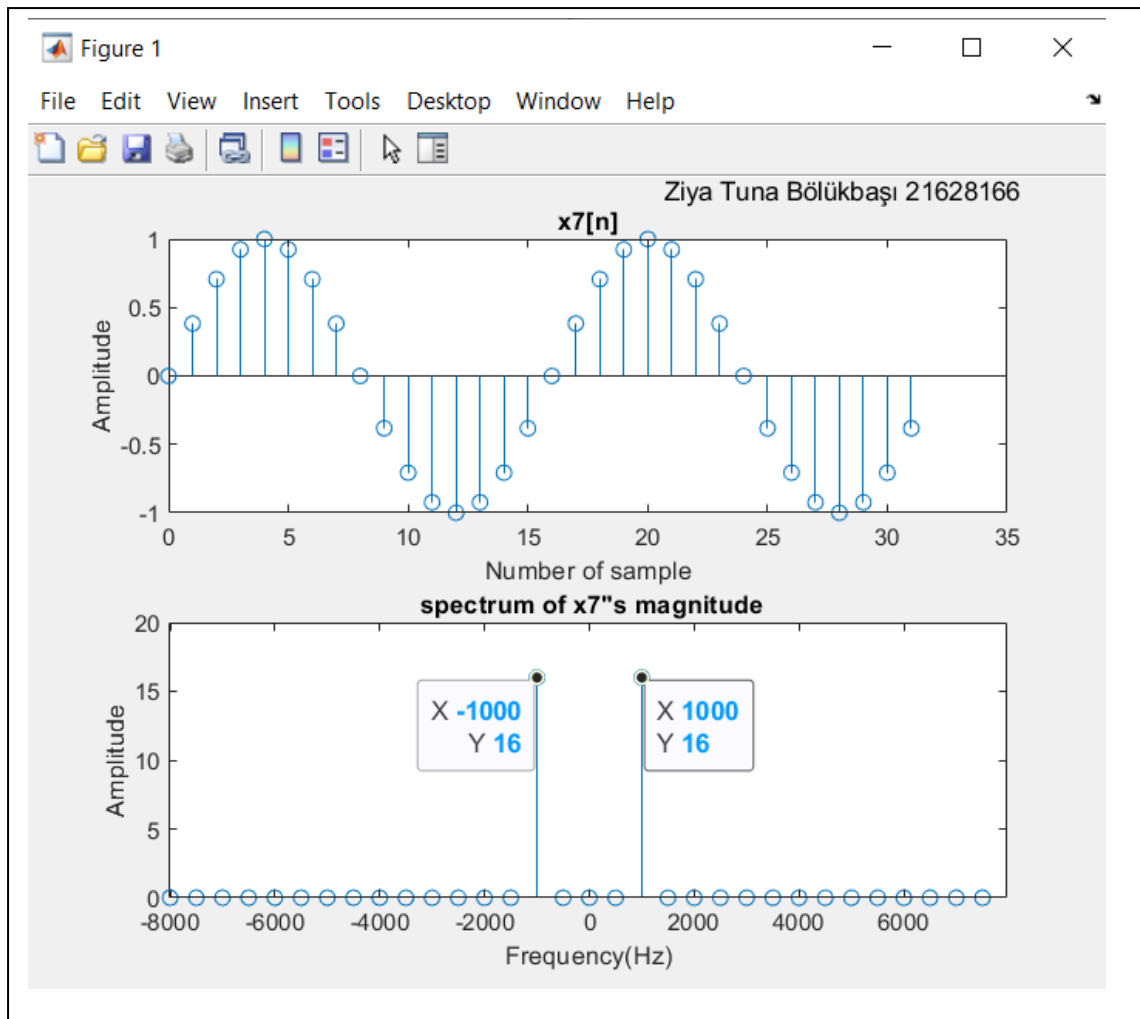 Figure 1
File Edit View Insert Tools Desktop Window Help
Ziya Tuna Bölükbaşı 21628166
x7[n]
1
0.5
0
-0.5
-1
Amplitude
0 5 10 15 20 25 30 35
Number of sample
spectrum of x7"s magnitude
20
15
10
5
0
Amplitude
X -1000
Y 16
X 1000
Y 16
-8000 -6000 -4000 -2000 0 2000 4000 6000
Frequency(Hz)